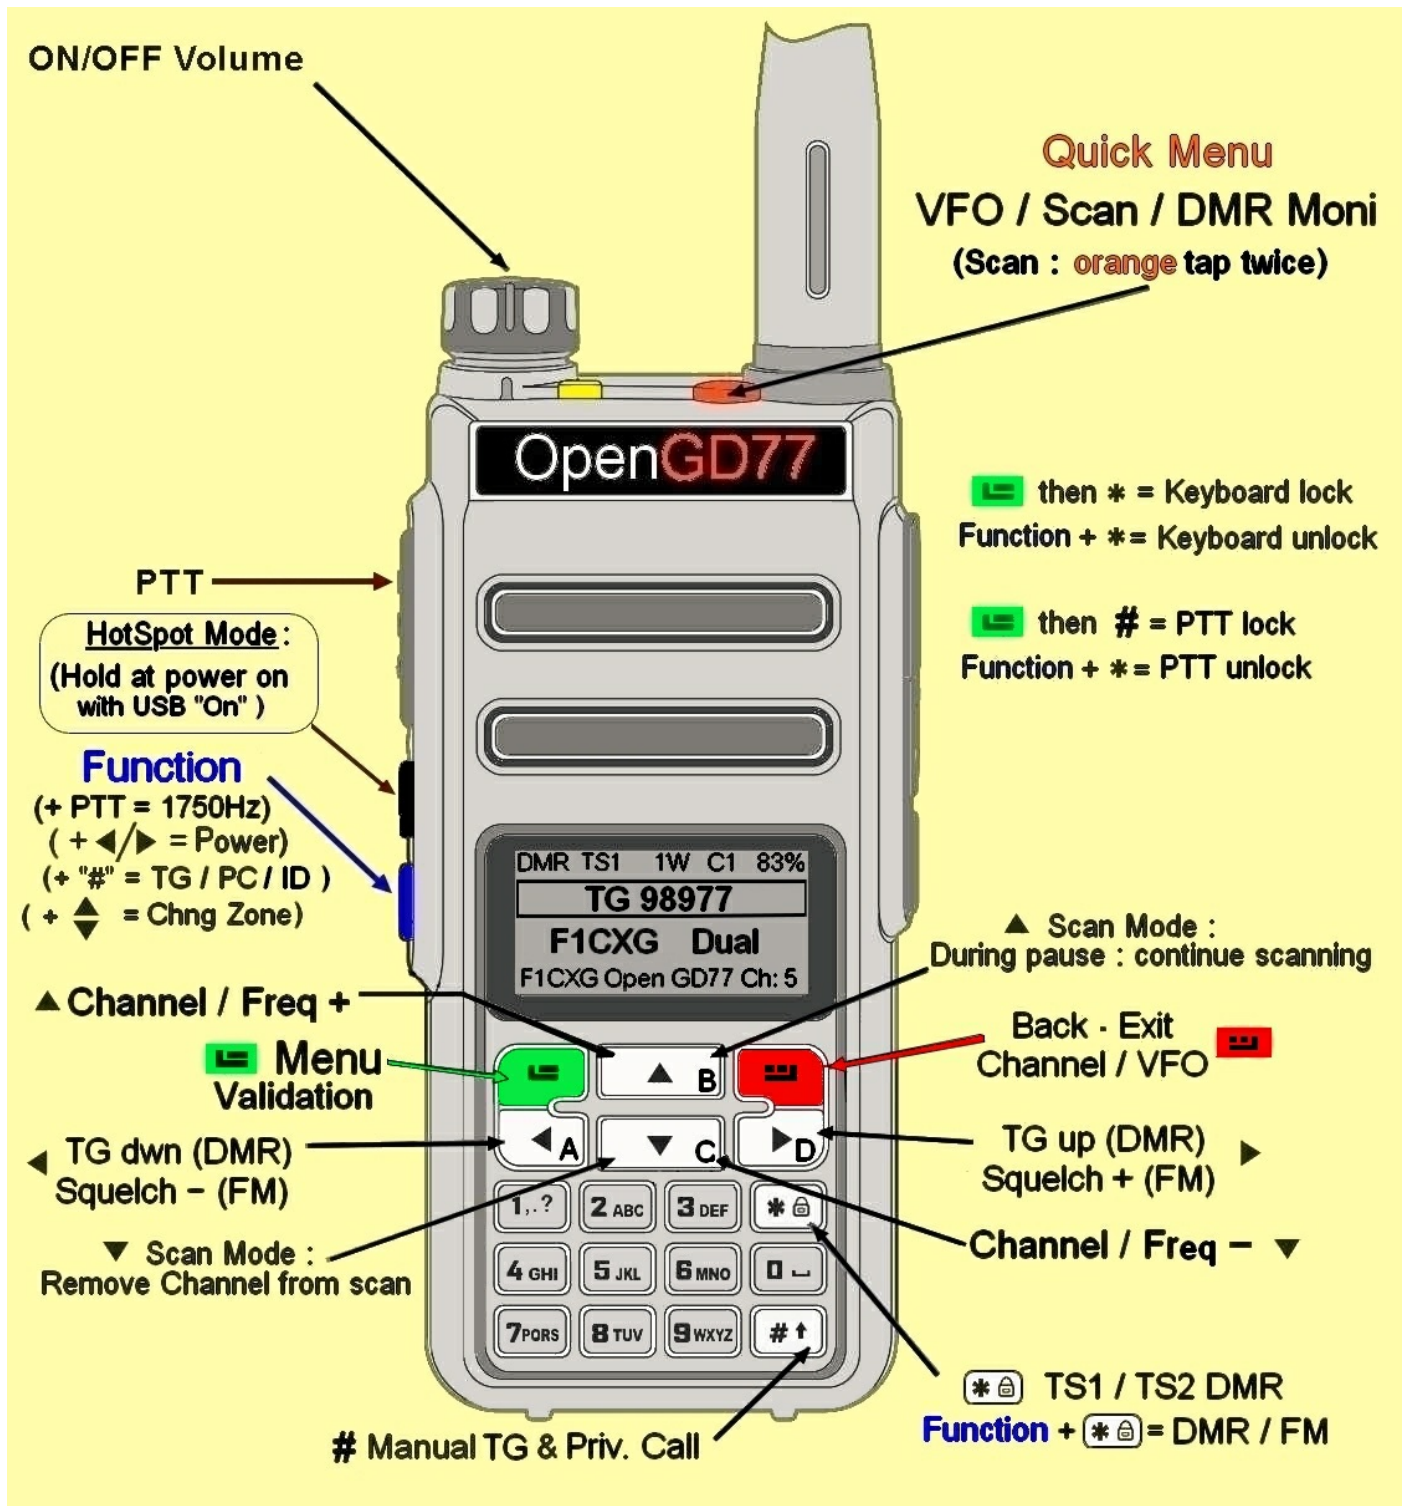 ON/OFF Volume
Quick Menu
VFO / Scan / DMR Moni
(Scan : orange tap twice)
OpenGD77
then * = Keyboard lock
Function + * = Keyboard unlock
then # = PTT lock
Function + * = PTT unlock
PTT
HotSpot Mode :
(Hold at power on
with USB "On" )
Function
(+ PTT = 1750Hz)
( + ◀/▶ = Power)
(+ "#" = TG / PC / ID )
( + ▲▼ = Chng Zone)
DMR TS1 1W C1 83%
TG 98977
F1CXG Dual
F1CXG Open GD77 Ch: 5
▲ Scan Mode :
During pause : continue scanning
▲ Channel / Freq +
Menu
Validation
Back - Exit
Channel / VFO
▲ B
◀ A
▼ C
▶ D
◀ TG dwn (DMR)
Squelch - (FM)
TG up (DMR) ▶
Squelch + (FM)
▼ Scan Mode :
Remove Channel from scan
Channel / Freq - ▼
1,.? 2 ABC 3 DEF *
4 GHI 5 JKL 6 MNO 0
7PQRS 8 TUV 9 WXYZ #
* TS1 / TS2 DMR
Function + * = DMR / FM
# Manual TG & Priv. Call